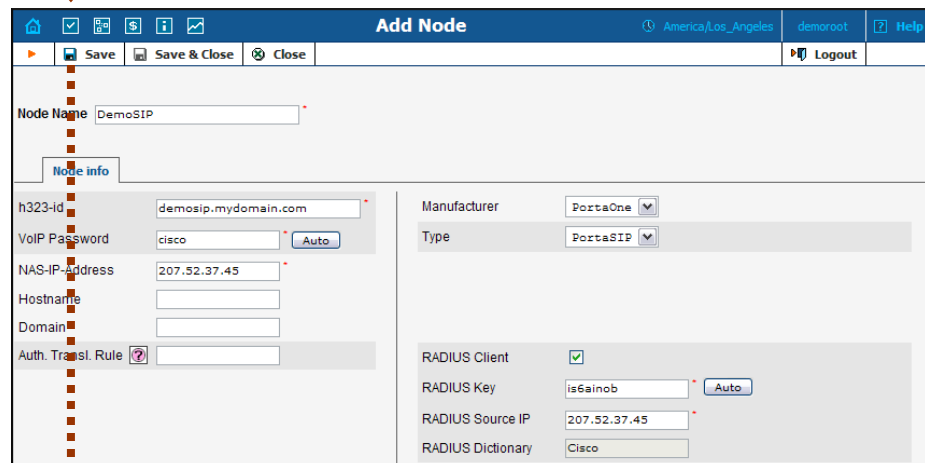 Add Node
America/Los_Angeles
demoroot
? Help
Save
Save & Close
Close
Logout
Node Name DemoSIP *
Node info
h323-id demosip.mydomain.com *
VoIP Password cisco * Auto
NAS-IP-Address 207.52.37.45 *
Hostname
Domain
Auth. Transl. Rule ?
Manufacturer PortaOne
Type PortaSIP
RADIUS Client
RADIUS Key is6ainob * Auto
RADIUS Source IP 207.52.37.45 *
RADIUS Dictionary Cisco